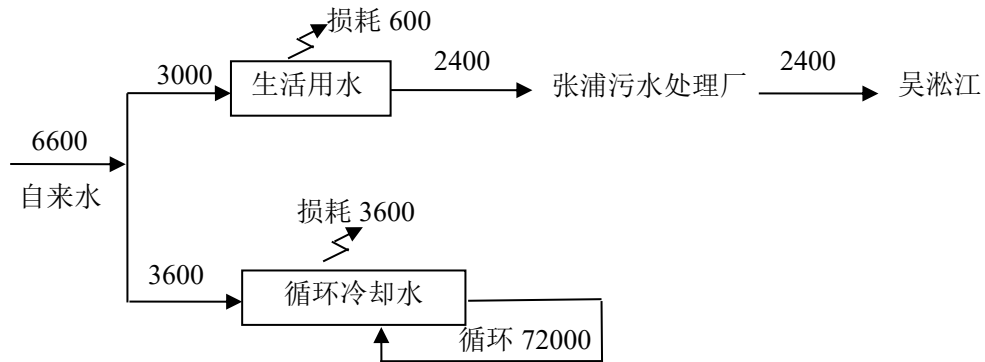 损耗 600
3000
生活用水
2400
张浦污水处理厂
2400
吴淞江
6600
自来水
损耗 3600
3600
循环冷却水
循环 72000